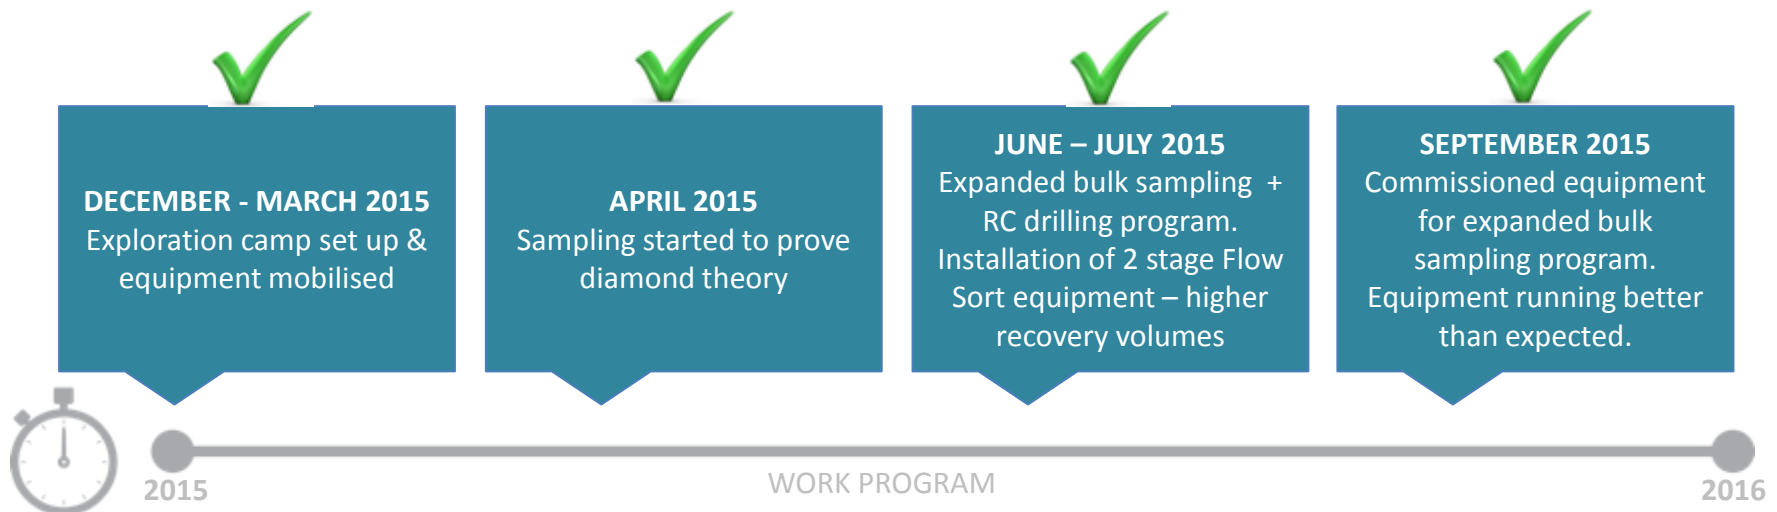 DECEMBER - MARCH 2015
Exploration camp set up &
equipment mobilised
APRIL 2015
Sampling started to prove
diamond theory
JUNE – JULY 2015
Expanded bulk sampling +
RC drilling program.
Installation of 2 stage Flow
Sort equipment – higher
recovery volumes
SEPTEMBER 2015
Commissioned equipment
for expanded bulk
sampling program.
Equipment running better
than expected.
2015
WORK PROGRAM
2016